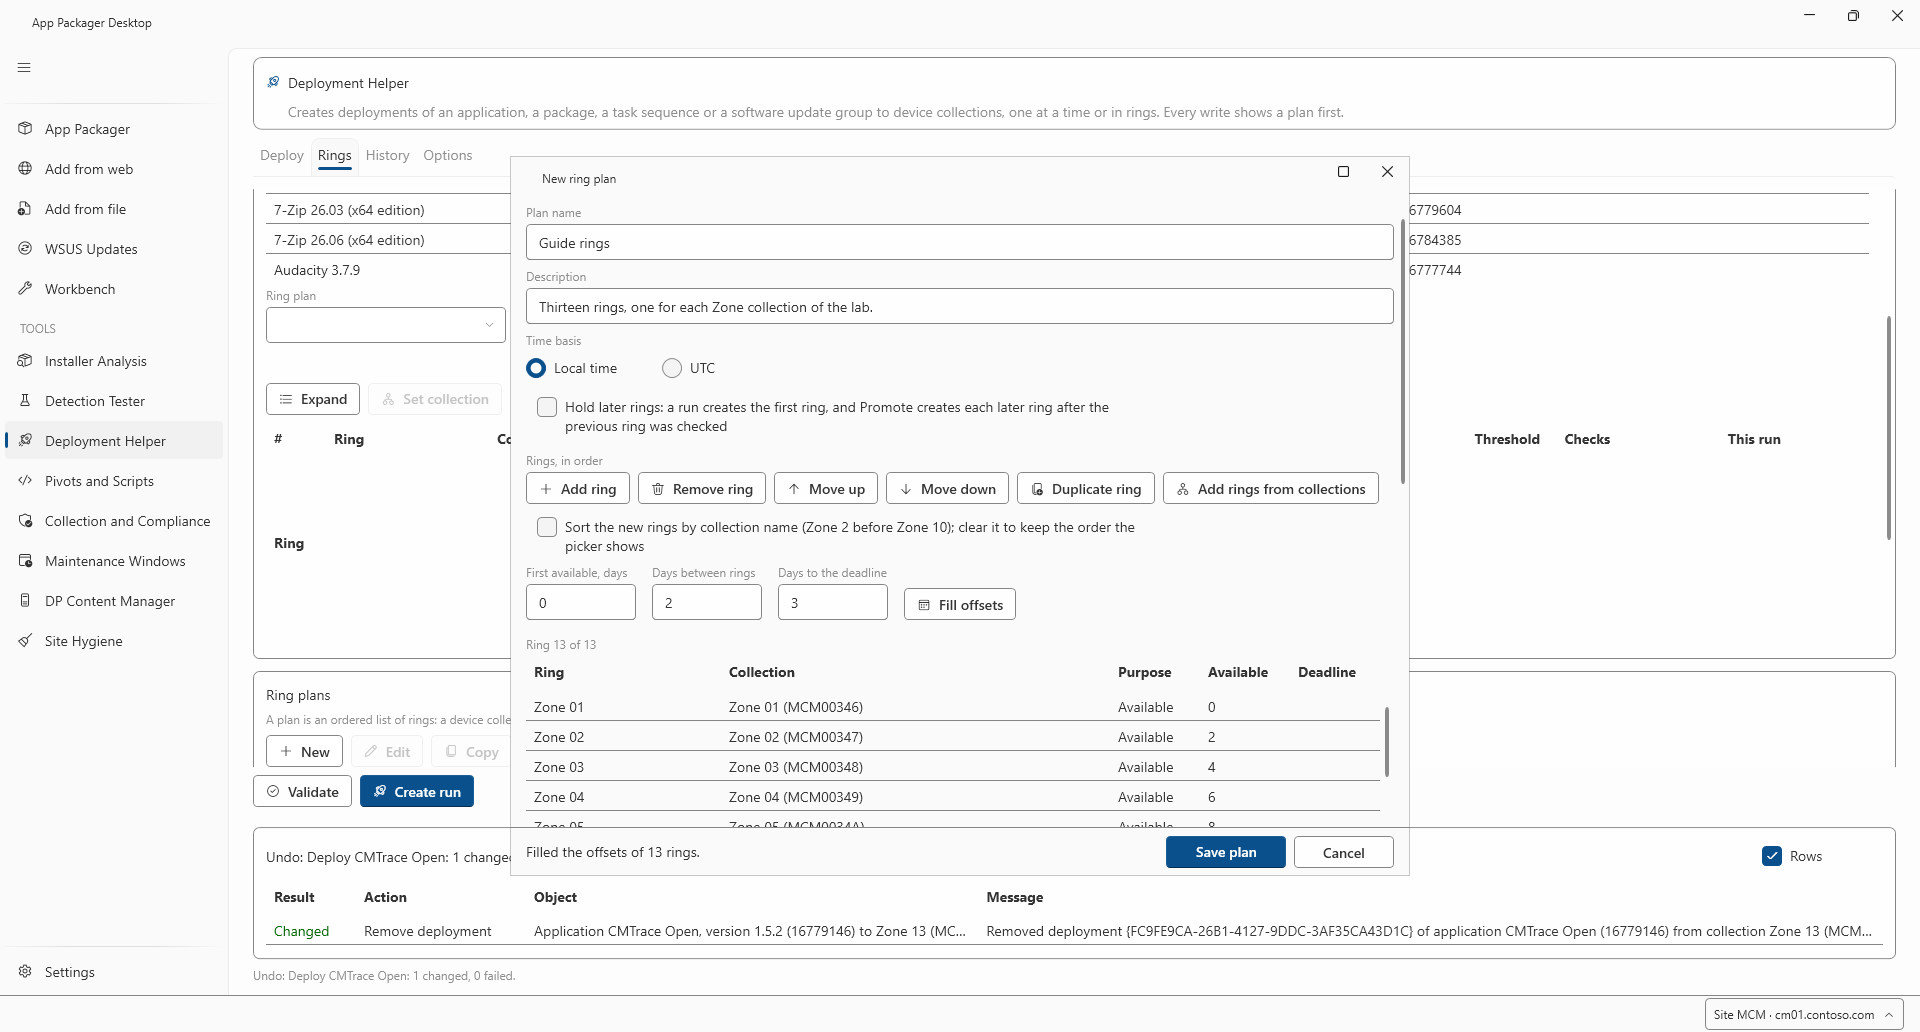 App Packager Desktop
Deployment Helper
Creates deployments of an application, a package, a task sequence or a software update group to device collections, one at a time or in rings. Every write shows a plan first.
App Packager
Add from web
Add from file
WSUS Updates
Workbench
TOOLS
Installer Analysis
Detection Tester
Deployment Helper
Pivots and Scripts
Collection and Compliance
Maintenance Windows
DP Content Manager
Site Hygiene
Settings
Deploy Rings History Options
7-Zip 26.03 (x64 edition) 6779604
7-Zip 26.06 (x64 edition) 6784385
Audacity 3.7.9 6777744
Ring plan
Expand Set collection
# Ring Threshold Checks This run
Ring
Ring plans
A plan is an ordered list of rings: a device colle
New Edit Copy
Validate Create run
New ring plan
Plan name
Guide rings
Description
Thirteen rings, one for each Zone collection of the lab.
Time basis
Local time UTC
Hold later rings: a run creates the first ring, and Promote creates each later ring after the
previous ring was checked
Rings, in order
Add ring Remove ring Move up Move down Duplicate ring Add rings from collections
Sort the new rings by collection name (Zone 2 before Zone 10); clear it to keep the order the
picker shows
First available, days Days between rings Days to the deadline
0 2 3 Fill offsets
Ring 13 of 13
Ring Collection Purpose Available Deadline
Zone 01 Zone 01 (MCM00346) Available 0
Zone 02 Zone 02 (MCM00347) Available 2
Zone 03 Zone 03 (MCM00348) Available 4
Zone 04 Zone 04 (MCM00349) Available 6
Zone 05 Zone 05 (MCM0034A) Available 8
Filled the offsets of 13 rings. Save plan Cancel
Undo: Deploy CMTrace Open: 1 change Rows
Result Action Object Message
Changed Remove deployment Application CMTrace Open, version 1.5.2 (16779146) to Zone 13 (MC... Removed deployment {FC9FE9CA-26B1-4127-9DDC-3AF35CA43D1C} of application CMTrace Open (16779146) from collection Zone 13 (MCM...
Undo: Deploy CMTrace Open: 1 changed, 0 failed.
Site MCM · cm01.contoso.com